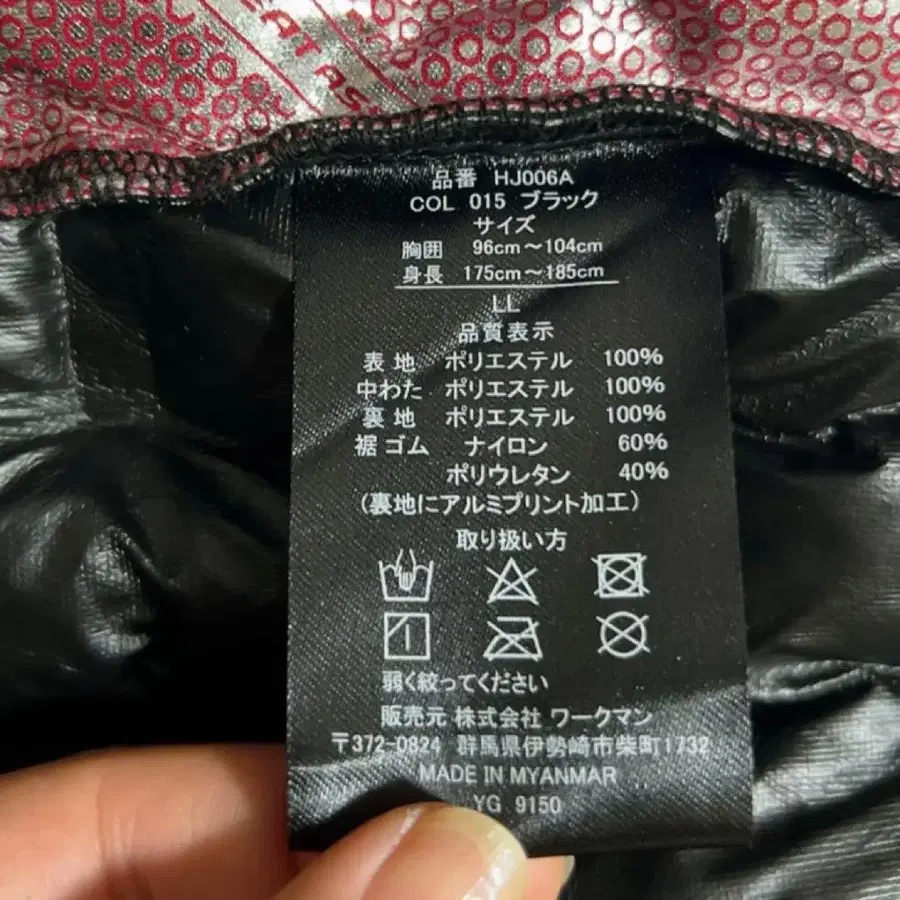 品番 HJ006A
COL 015 ブラック
サイズ
胸囲 96cm～104cm
身長 175cm～185cm
LL
品質表示
表地 ポリエステル 100%
中わた ポリエステル 100%
裏地 ポリエステル 100%
裾ゴム ナイロン 60%
ポリウレタン 40%
(裏地にアルミプリント加工)
取り扱い方
弱く絞ってください
販売元 株式会社 ワークマン
〒372-0824 群馬県伊勢崎市柴町1732
MADE IN MYANMAR
YG 9150